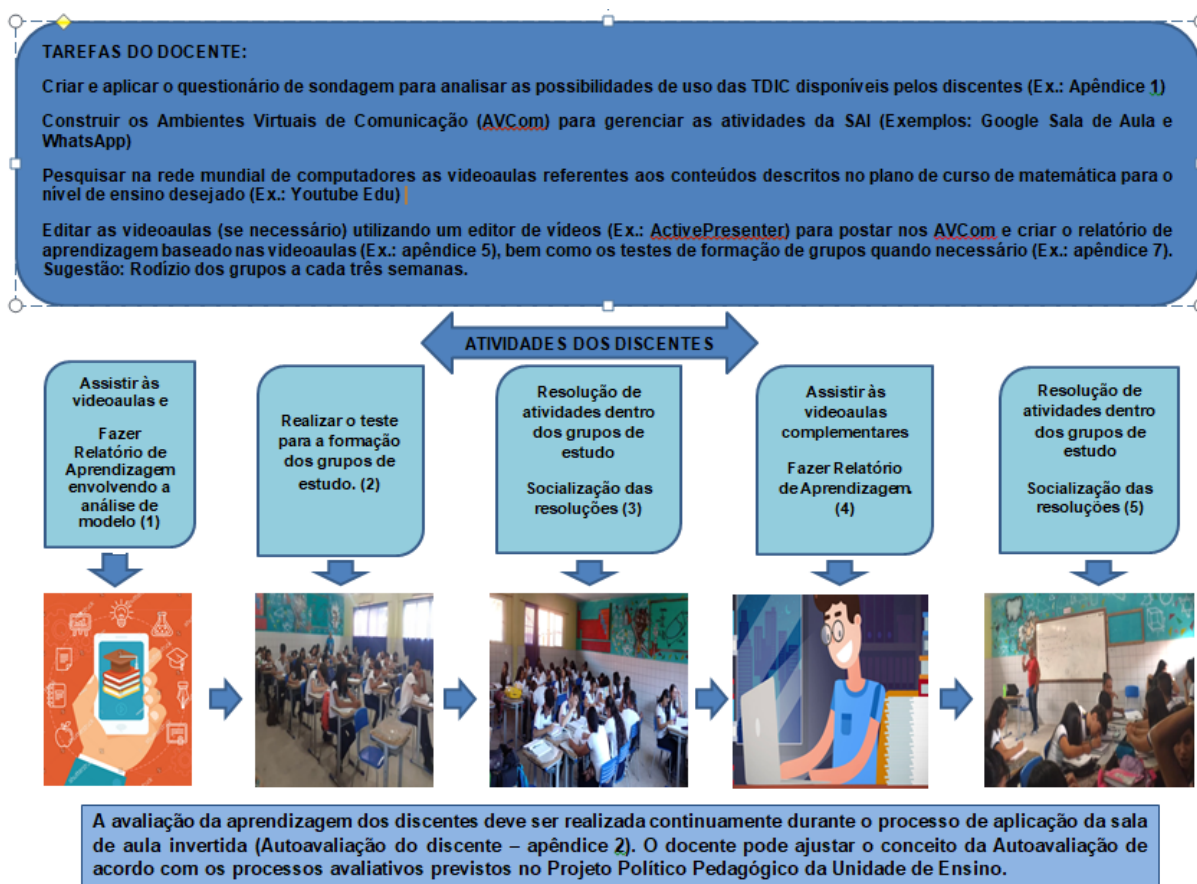 TAREFAS DO DOCENTE:
Criar e aplicar o questionário de sondagem para analisar as possibilidades de uso das TDIC disponíveis pelos discentes (Ex.: Apêndice 1)
Construir os Ambientes Virtuais de Comunicação (AVCom) para gerenciar as atividades da SAI (Exemplos: Google Sala de Aula e
WhatsApp)
Pesquisar na rede mundial de computadores as videoaulas referentes aos conteúdos descritos no plano de curso de matemática para o
nível de ensino desejado (Ex.: Youtube Edu)
Editar as videoaulas (se necessário) utilizando um editor de vídeos (Ex.: ActivePresenter) para postar nos AVCom e criar o relatório de
aprendizagem baseado nas videoaulas (Ex.: apêndice 5), bem como os testes de formação de grupos quando necessário (Ex.: apêndice 7).
Sugestão: Rodízio dos grupos a cada três semanas.
ATIVIDADES DOS DISCENTES
Assistir às
videoaulas e
Fazer
Relatório de
Aprendizagem
envolvendo a
análise de
modelo (1)
Realizar o teste
para a formação
dos grupos de
estudo. (2)
Resolução de
atividades dentro
dos grupos de
estudo
Socialização das
resoluções (3)
Assistir às
videoaulas
complementares
Fazer Relatório
de Aprendizagem.
(4)
Resolução de
atividades dentro
dos grupos de
estudo
Socialização das
resoluções (5)
A avaliação da aprendizagem dos discentes deve ser realizada continuamente durante o processo de aplicação da sala
de aula invertida (Autoavaliação do discente – apêndice 2). O docente pode ajustar o conceito da Autoavaliação de
acordo com os processos avaliativos previstos no Projeto Político Pedagógico da Unidade de Ensino.